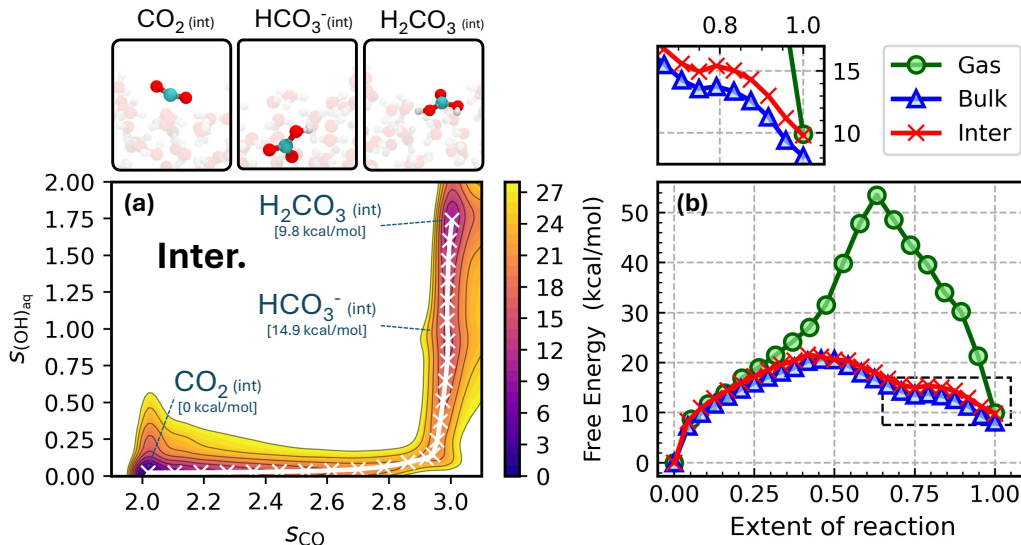 CO₂ (int) HCO₃⁻ (int) H₂CO₃ (int)
0.8 1.0
15
10
Gas
Bulk
Inter
(a)
Inter.
H₂CO₃ (int)
[9.8 kcal/mol]
HCO₃⁻ (int)
[14.9 kcal/mol]
CO₂ (int)
[0 kcal/mol]
2.00
1.75
1.50
1.25
1.00
0.75
0.50
0.25
0.00
s(OH)aq
2.0 2.2 2.4 2.6 2.8 3.0
sCO
27
24
21
18
15
12
9
6
3
0
(b)
50
40
30
20
10
0
Free Energy (kcal/mol)
0.00 0.25 0.50 0.75 1.00
Extent of reaction